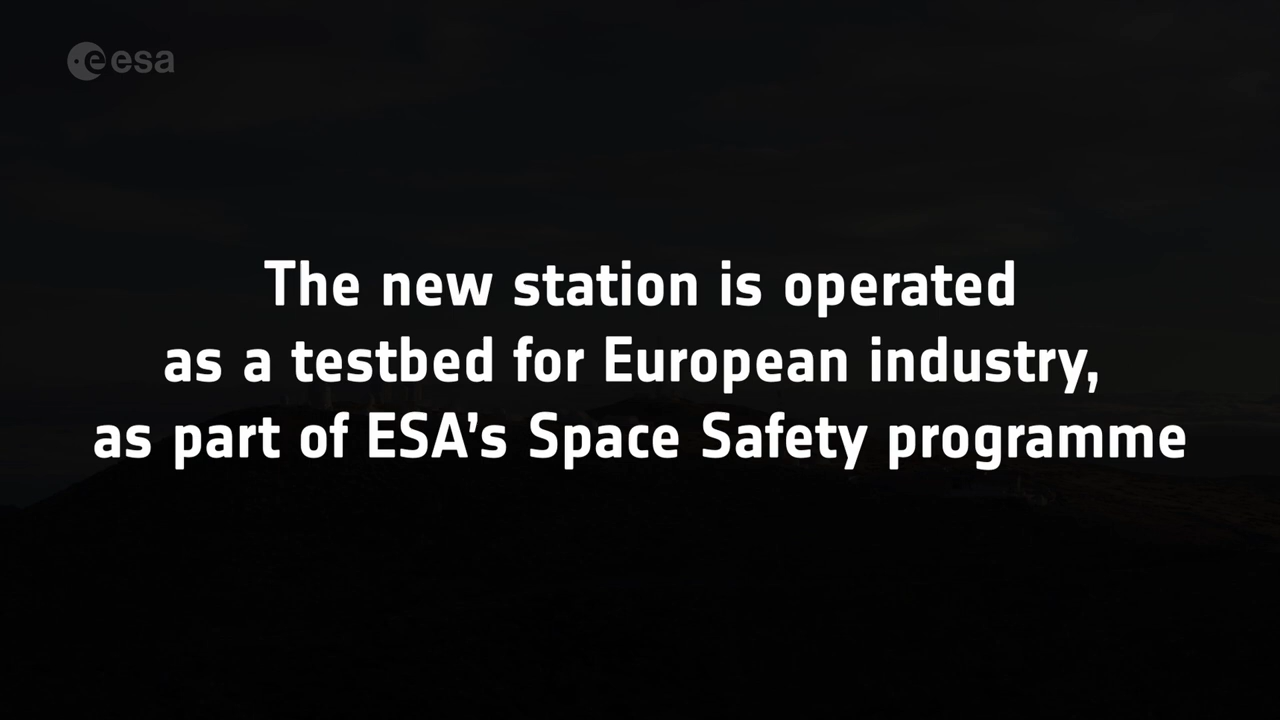 esa
The new station is operated
as a testbed for European industry,
as part of ESA’s Space Safety programme